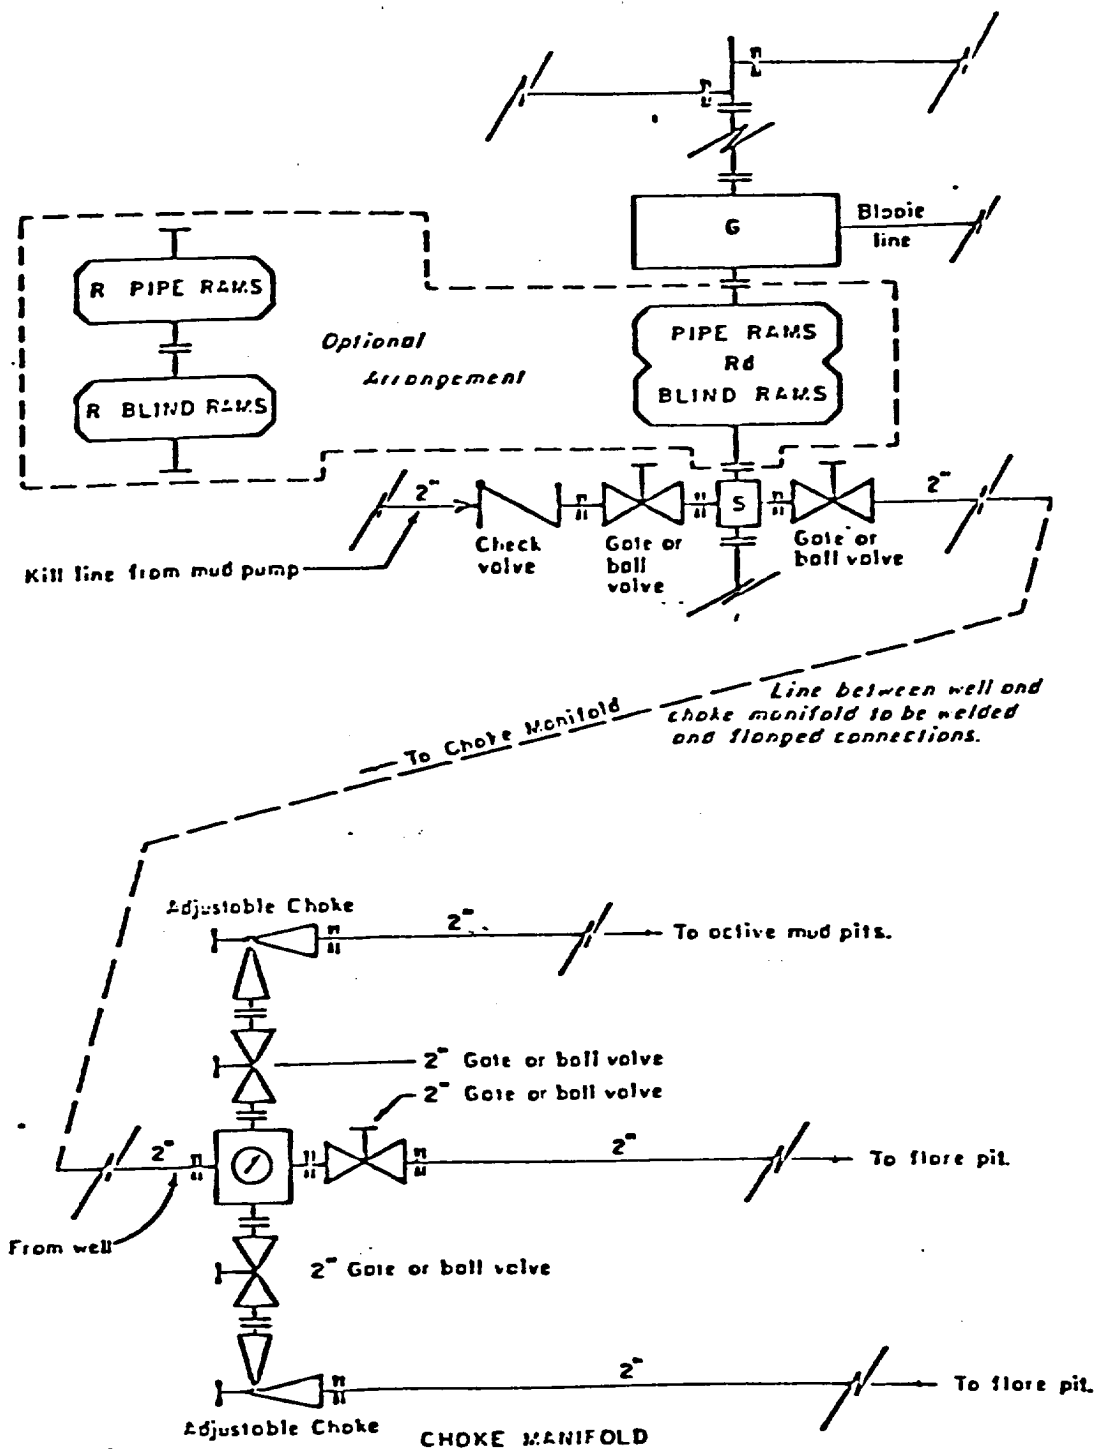 G
Blooie
line
R PIPE RAMS
PIPE RAMS
Optional
Rd
Arrangement
BLIND RAMS
R BLIND RAMS
2"
2"
S
Check
valve
Gate or
ball
valve
Gate or
ball valve
Kill line from mud pump
Line between well and
choke manifold to be welded
and flanged connections.
To Choke Manifold
Adjustable Choke
2"
To active mud pits.
2" Gate or ball valve
2" Gate or ball valve
2"
2"
To flare pit.
From well
2" Gate or ball valve
2"
To flare pit.
Adjustable Choke
CHOKE MANIFOLD